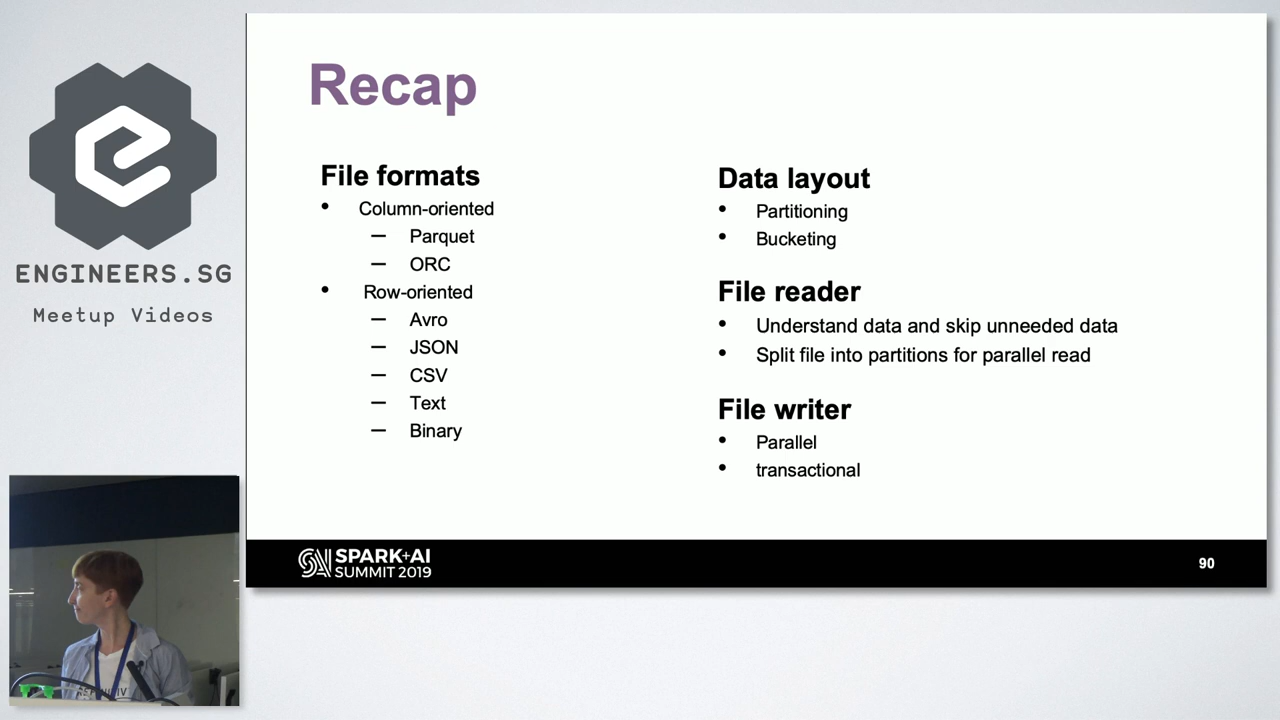 ENGINEERS.SG
Meetup Videos
Recap
File formats
• Column-oriented
– Parquet
– ORC
• Row-oriented
– Avro
– JSON
– CSV
– Text
– Binary
Data layout
• Partitioning
• Bucketing
File reader
• Understand data and skip unneeded data
• Split file into partitions for parallel read
File writer
• Parallel
• transactional
SPARK+AI
SUMMIT 2019
90